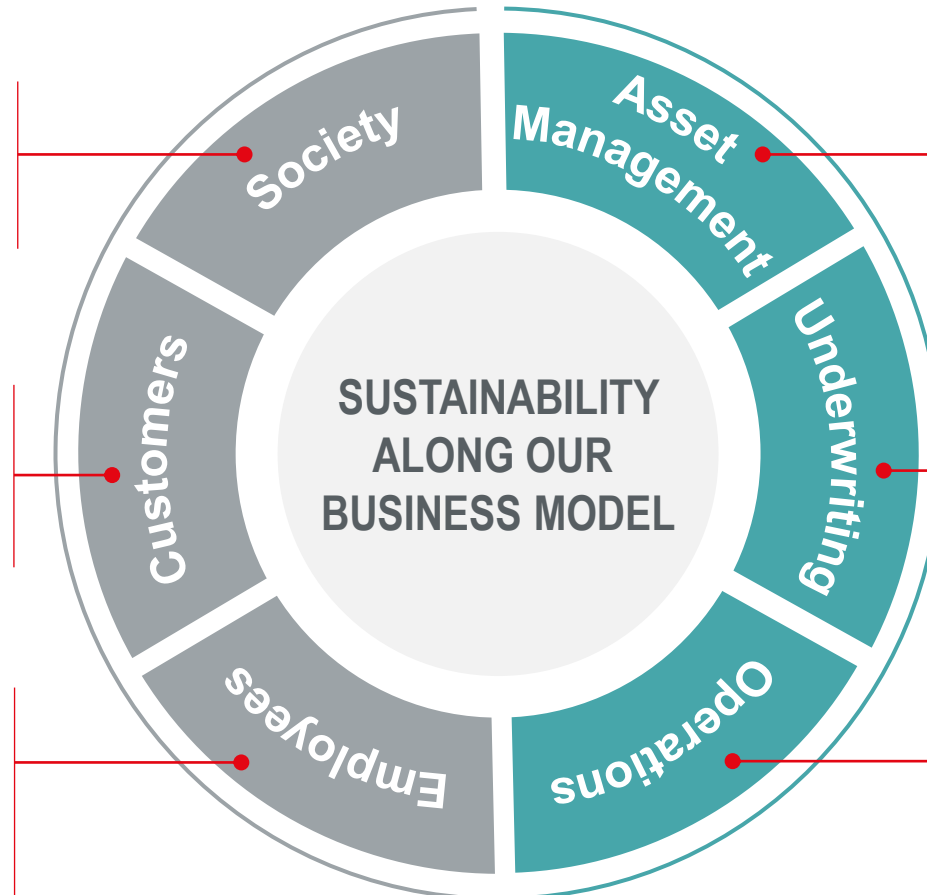 Society
Asset
Management
Customers
Underwriting
SUSTAINABILITY
ALONG OUR
BUSINESS MODEL
Employees
Operations